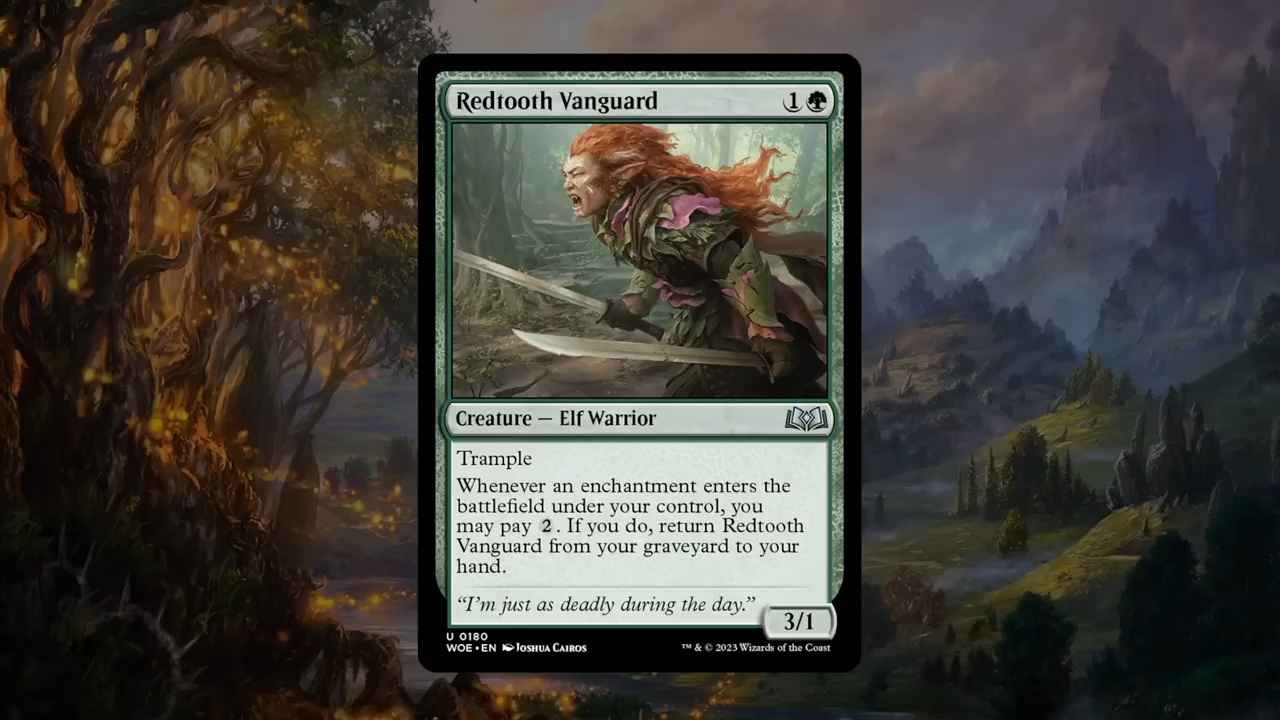 Redtooth Vanguard 1
Creature — Elf Warrior
Trample
Whenever an enchantment enters the
battlefield under your control, you
may pay 2. If you do, return Redtooth
Vanguard from your graveyard to your
hand.
“I’m just as deadly during the day.”
3/1
U 0180
WOE • EN Joshua Cairos
™ & © 2023 Wizards of the Coast